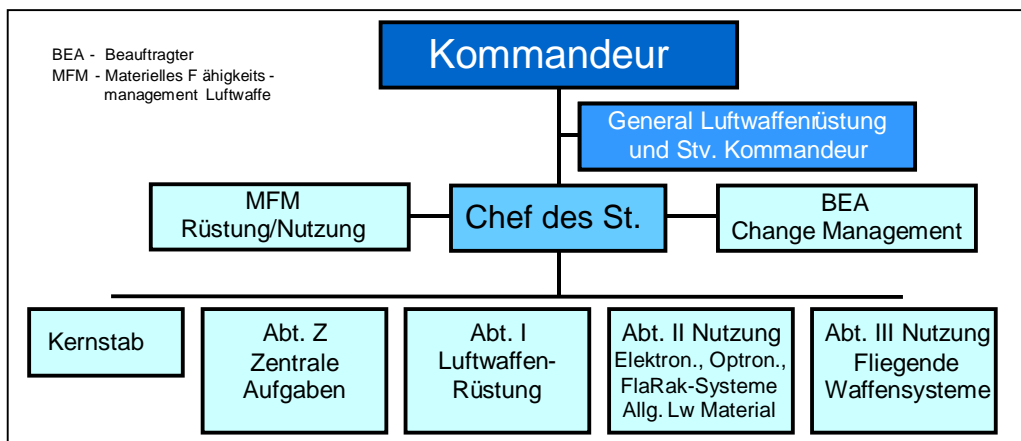 BEA - Beauftragter
MFM - Materielles F ähigkeits -
management Luftwaffe
Kommandeur
General Luftwaffenrüstung
und Stv. Kommandeur
MFM
Rüstung/Nutzung
Chef des St.
BEA
Change Management
Kernstab
Abt. Z
Zentrale
Aufgaben
Abt. I
Luftwaffen-
Rüstung
Abt. II Nutzung
Elektron., Optron.,
FlaRak-Systeme
Allg. Lw Material
Abt. III Nutzung
Fliegende
Waffensysteme